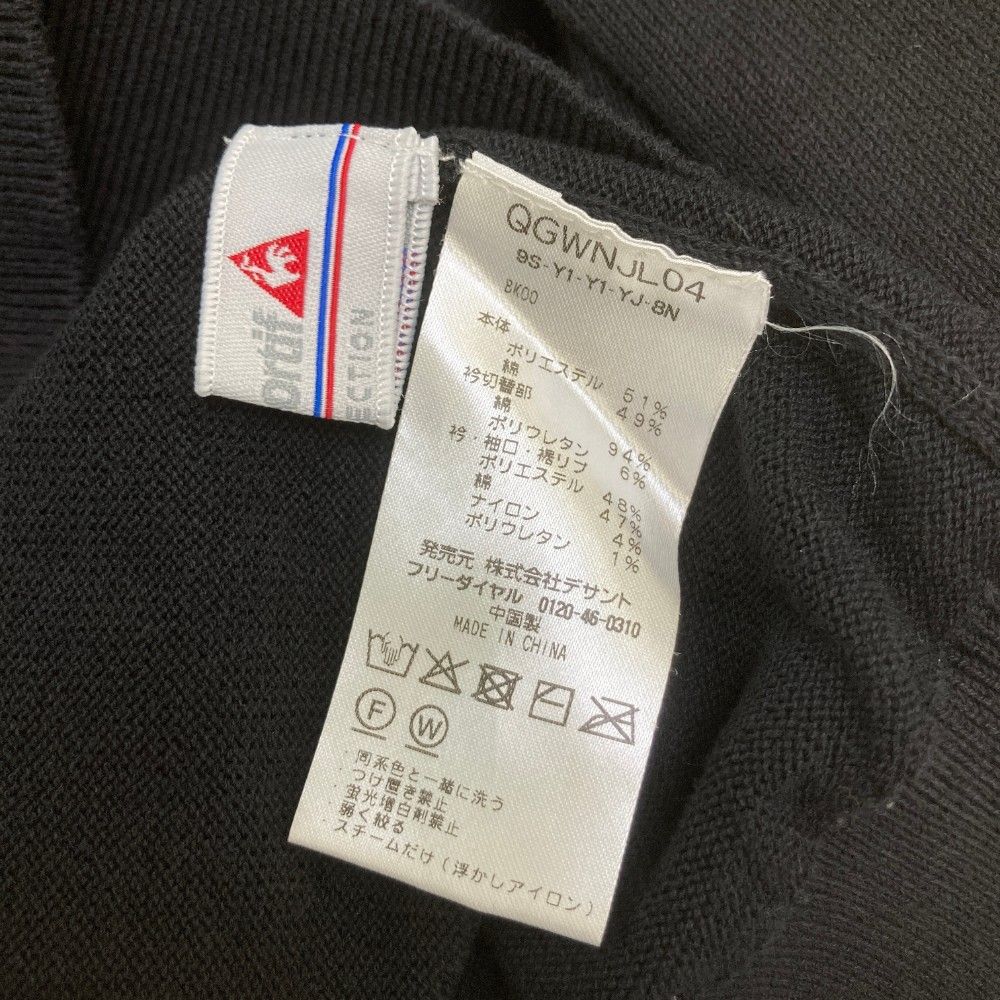 ortif
ECTION
QGWNJL04
9S-Y1-Y1-YJ-8N
BK00
本体
ポリエステル 51%
綿 49%
衿切替部
綿 94%
ポリウレタン 6%
衿・袖口・裾リブ
ポリエステル 48%
綿 47%
ナイロン 4%
ポリウレタン 1%
発売元 株式会社デサント
フリーダイヤル 0120-46-0310
中国製
MADE IN CHINA
F W
・同系色と一緒に洗う
・つけ置き禁止
・蛍光増白剤禁止
・弱く絞る
・スチームだけ(浮かしアイロン)